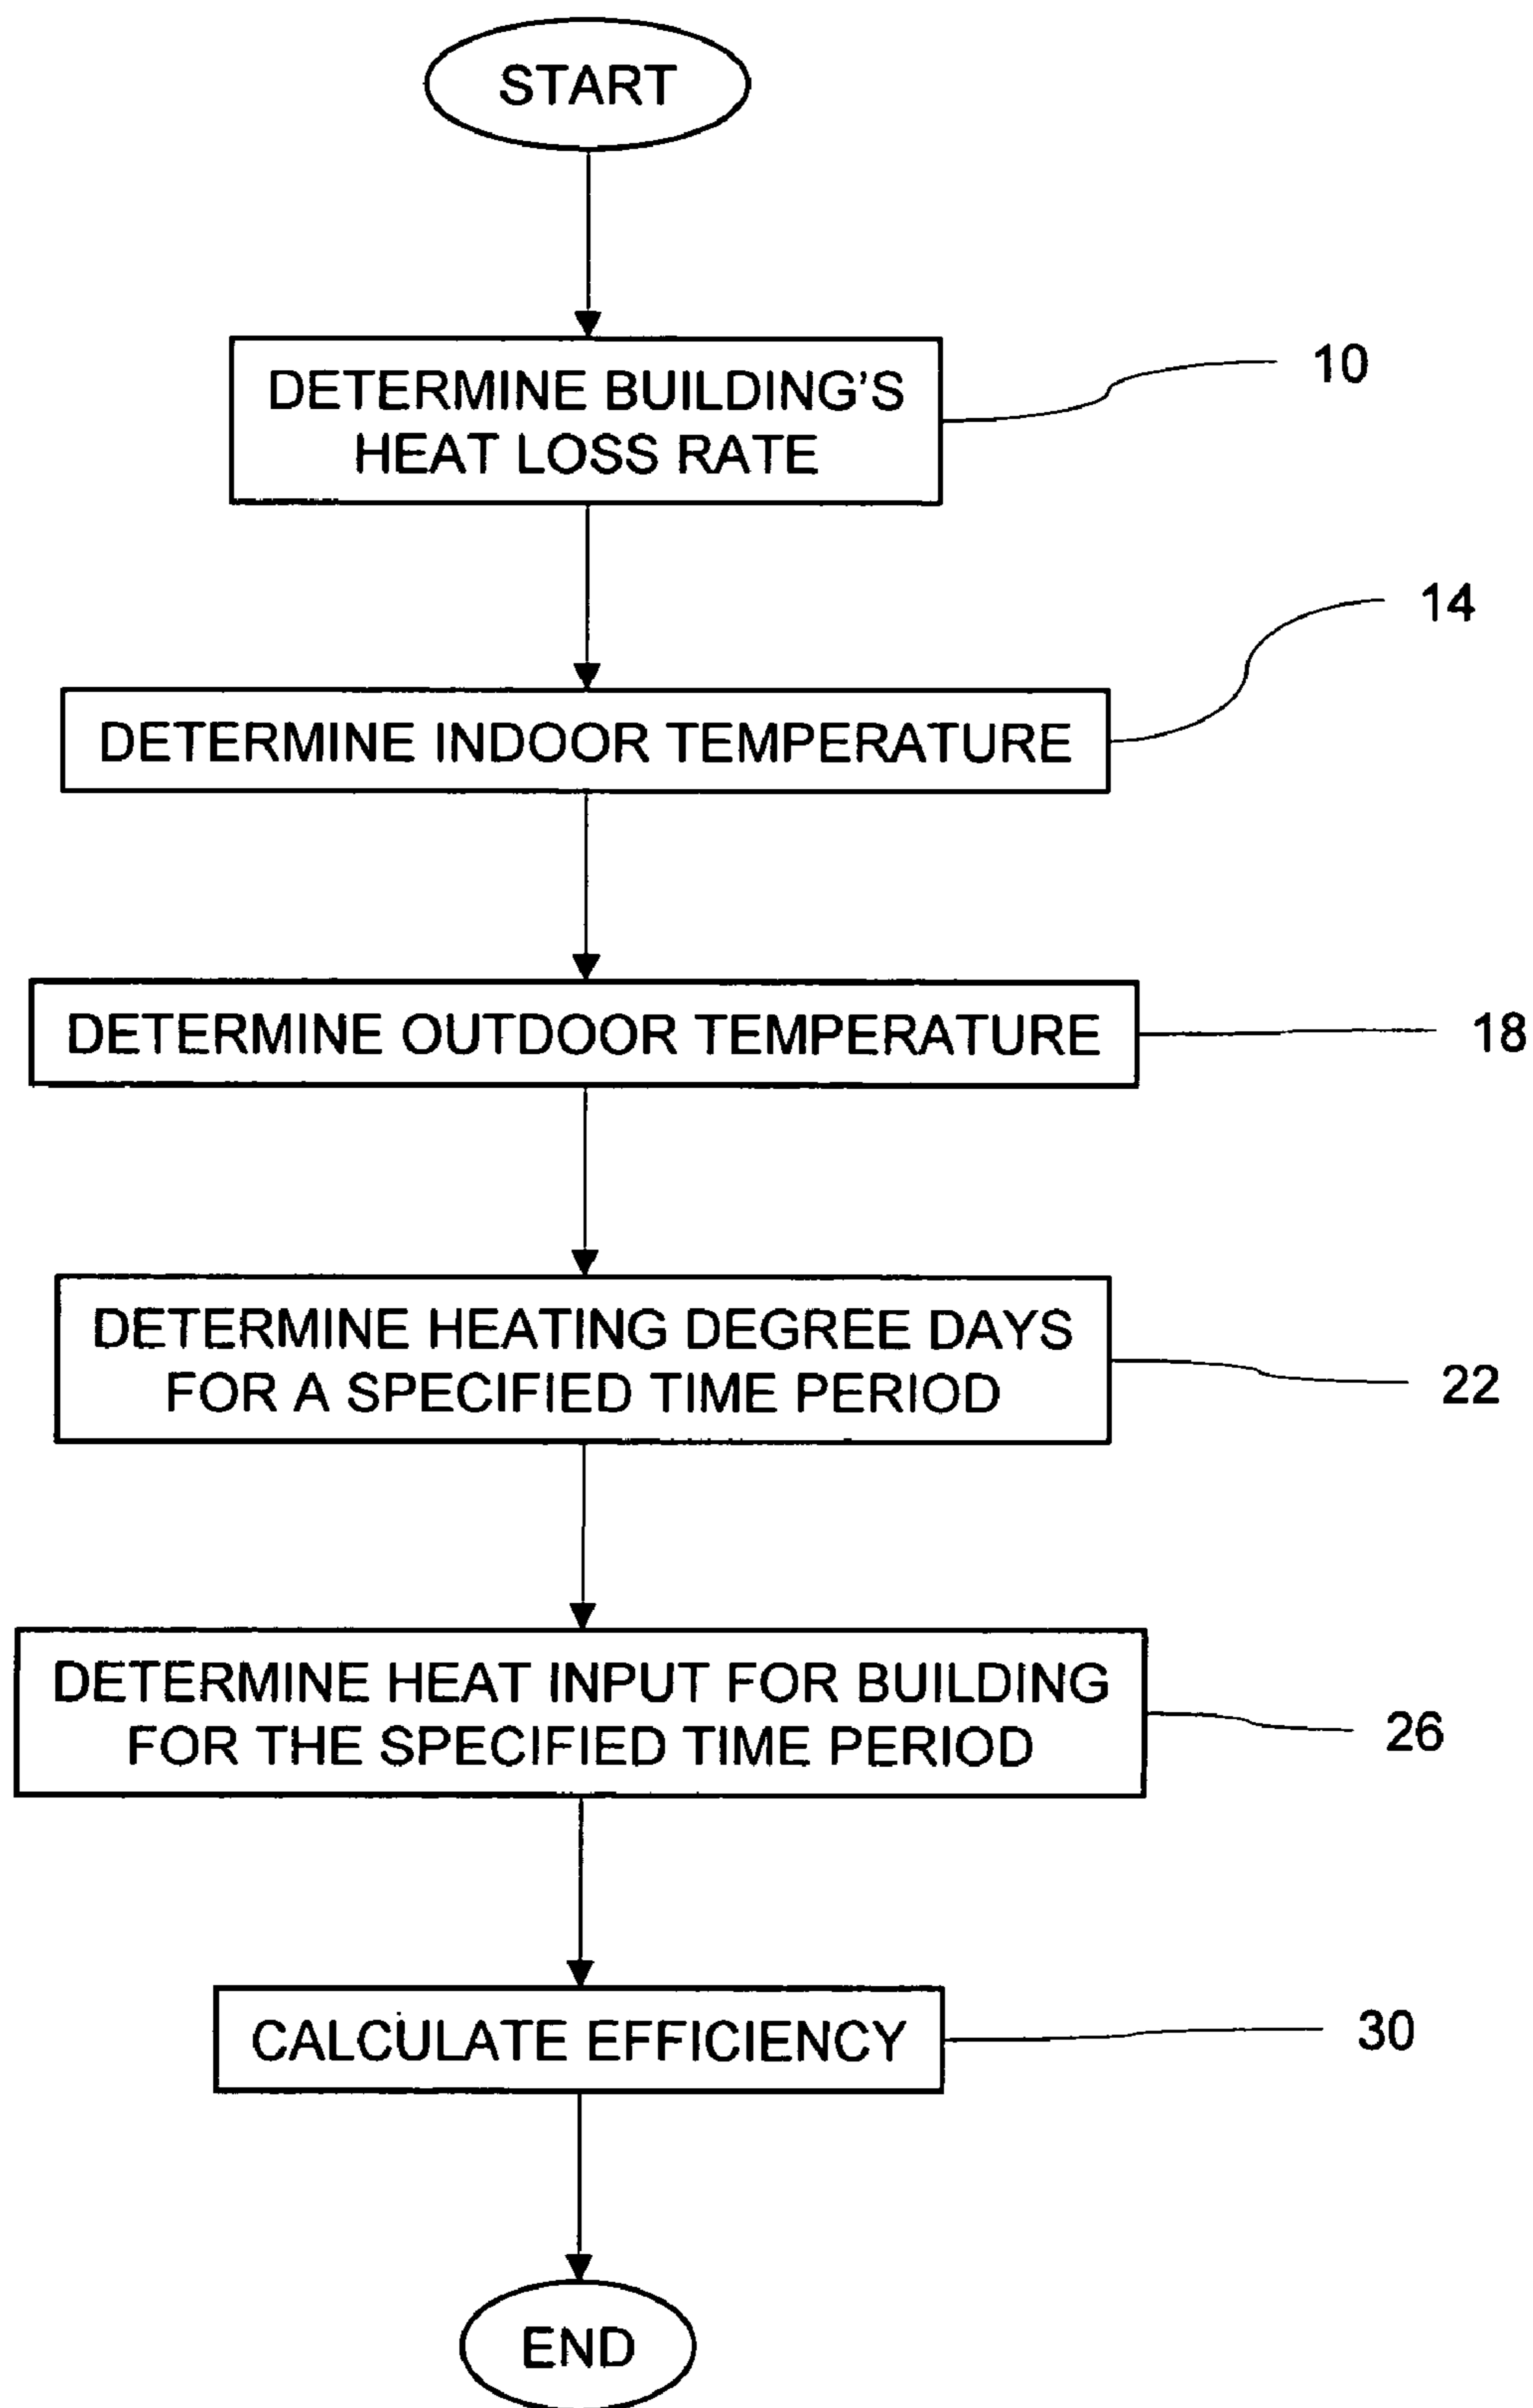 START
DETERMINE BUILDING'S
HEAT LOSS RATE
10
DETERMINE INDOOR TEMPERATURE
14
DETERMINE OUTDOOR TEMPERATURE
18
DETERMINE HEATING DEGREE DAYS
FOR A SPECIFIED TIME PERIOD
22
DETERMINE HEAT INPUT FOR BUILDING
FOR THE SPECIFIED TIME PERIOD
26
CALCULATE EFFICIENCY
30
END